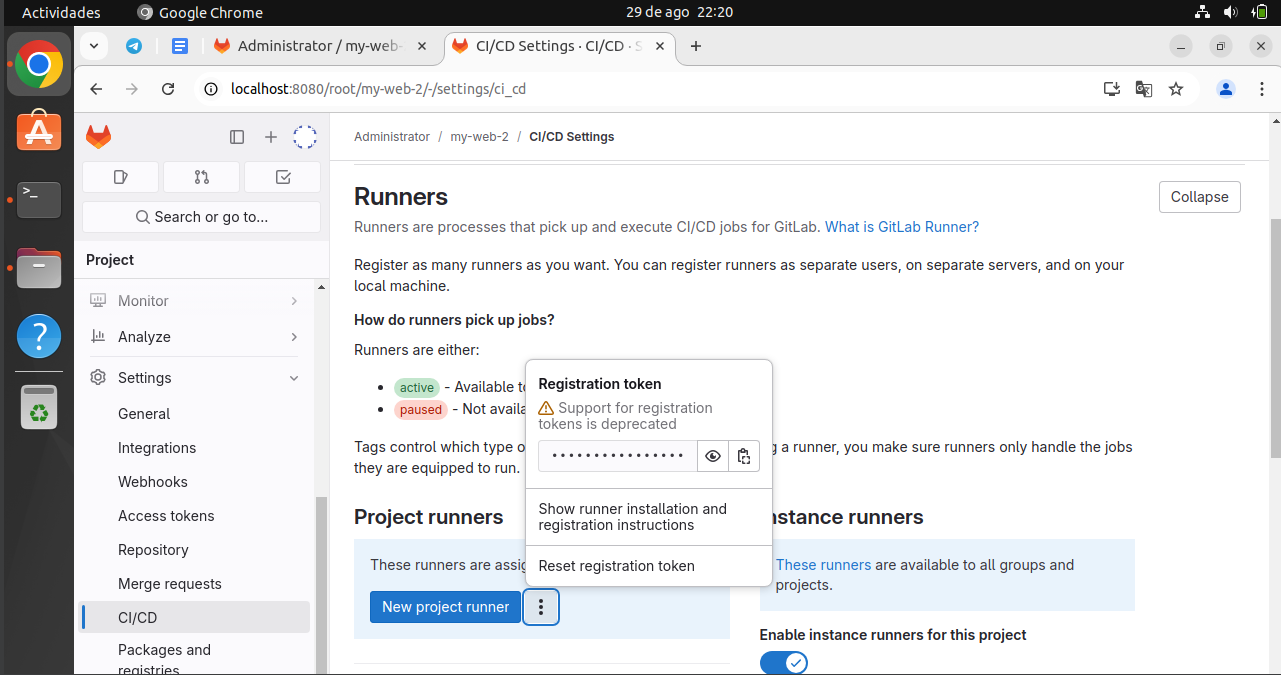 Actividades
Google Chrome
29 de ago 22:20
Administrator / my-web-
CI/CD Settings · CI/CD · S
localhost:8080/root/my-web-2/-/settings/ci_cd
Administrator / my-web-2 / CI/CD Settings
Search or go to...
Project
Monitor
Analyze
Settings
General
Integrations
Webhooks
Access tokens
Repository
Merge requests
CI/CD
Packages and
registries
Runners
Collapse
Runners are processes that pick up and execute CI/CD jobs for GitLab. What is GitLab Runner?
Register as many runners as you want. You can register runners as separate users, on separate servers, and on your
local machine.
How do runners pick up jobs?
Runners are either:
active - Available to
paused - Not availa
Tags control which type o
g a runner, you make sure runners only handle the jobs
they are equipped to run.
Registration token
Support for registration
tokens is deprecated
••••••••••••••••
Show runner installation and
registration instructions
Reset registration token
Project runners
These runners are assig
New project runner
nstance runners
These runners are available to all groups and
projects.
Enable instance runners for this project